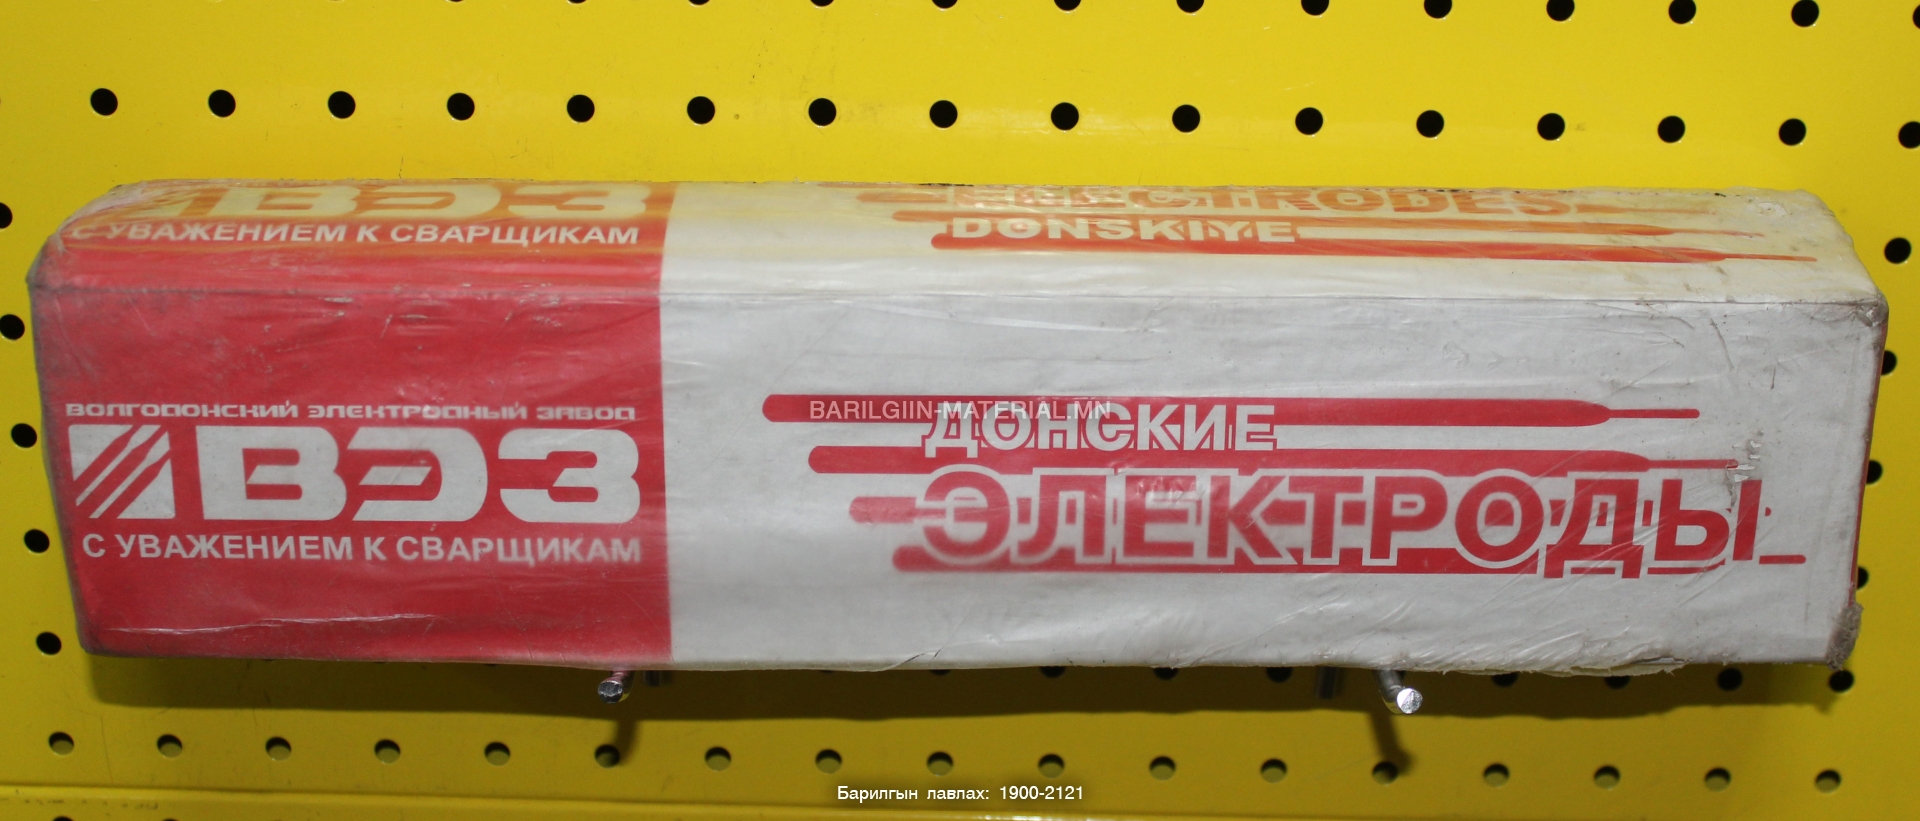 ВЭЗ
С УВАЖЕНИЕМ К СВАРЩИКАМ
ELECTRODES
DONSKIYE
ВОЛГОДОНСКИЙ ЭЛЕКТРОДНЫЙ ЗАВОД
ВЭЗ
С УВАЖЕНИЕМ К СВАРЩИКАМ
BARILGIIN-MATERIAL.MN
ДОНСКИЕ
ЭЛЕКТРОДЫ
Барилгын лавлах: 1900-2121